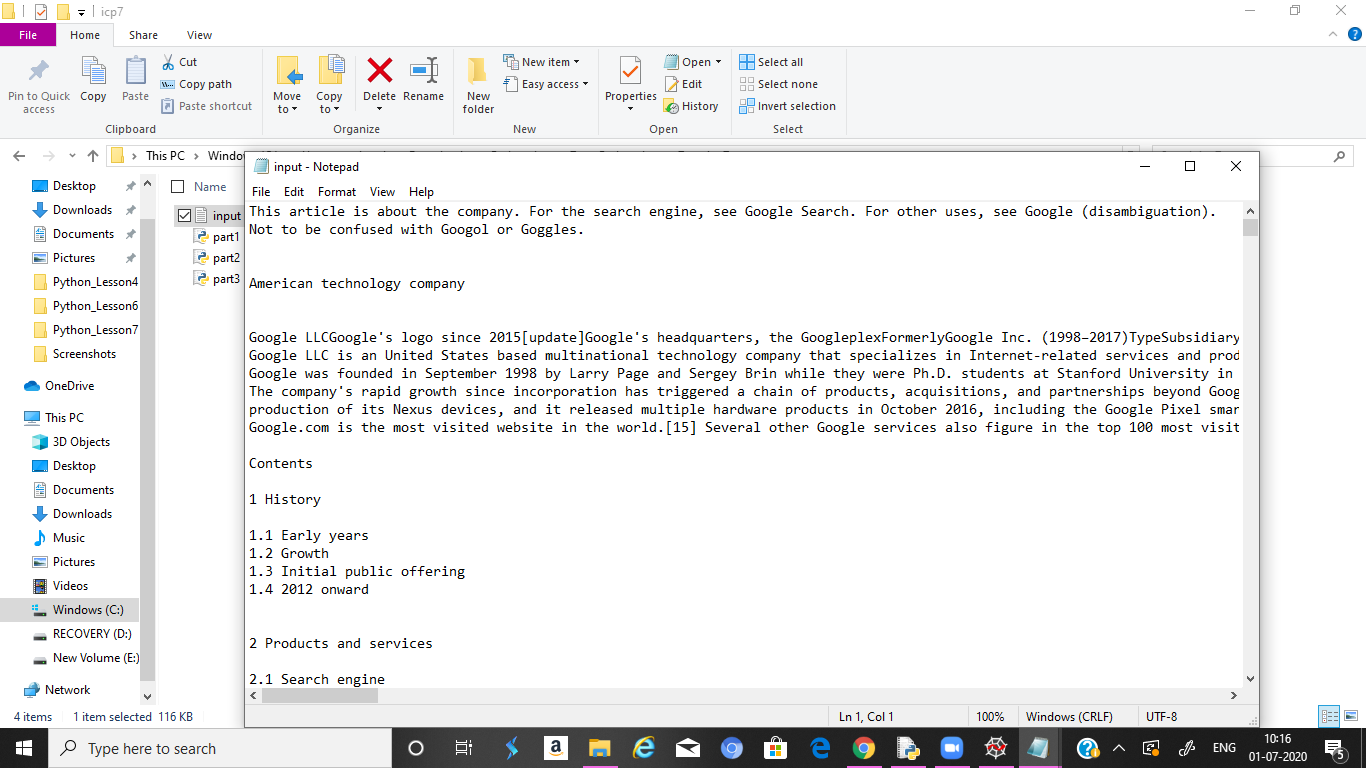 icp7
File Home Share View
Pin to Quick access
Copy
Paste
Cut
Copy path
Paste shortcut
Move to
Copy to
Delete
Rename
New folder
New item
Easy access
Properties
Open
Edit
History
Select all
Select none
Invert selection
Clipboard Organize New Open Select
This PC
Desktop
Downloads
Documents
Pictures
Python_Lesson4
Python_Lesson6
Python_Lesson7
Screenshots
OneDrive
This PC
3D Objects
Desktop
Documents
Downloads
Music
Pictures
Videos
Windows (C:)
RECOVERY (D:)
New Volume (E:)
Network
Name
input
part1
part2
part3
4 items 1 item selected 116 KB
input - Notepad
File Edit Format View Help
This article is about the company. For the search engine, see Google Search. For other uses, see Google (disambiguation).
Not to be confused with Googol or Goggles.
American technology company
Google LLCGoogle's logo since 2015[update]Google's headquarters, the GoogleplexFormerlyGoogle Inc. (1998–2017)TypeSubsidiary
Google LLC is an United States based multinational technology company that specializes in Internet-related services and prod
Google was founded in September 1998 by Larry Page and Sergey Brin while they were Ph.D. students at Stanford University in
The company's rapid growth since incorporation has triggered a chain of products, acquisitions, and partnerships beyond Goog
production of its Nexus devices, and it released multiple hardware products in October 2016, including the Google Pixel smar
Google.com is the most visited website in the world.[15] Several other Google services also figure in the top 100 most visit
Contents
1 History
1.1 Early years
1.2 Growth
1.3 Initial public offering
1.4 2012 onward
2 Products and services
2.1 Search engine
Ln 1, Col 1 100% Windows (CRLF) UTF-8
Type here to search
ENG
10:16
01-07-2020
5